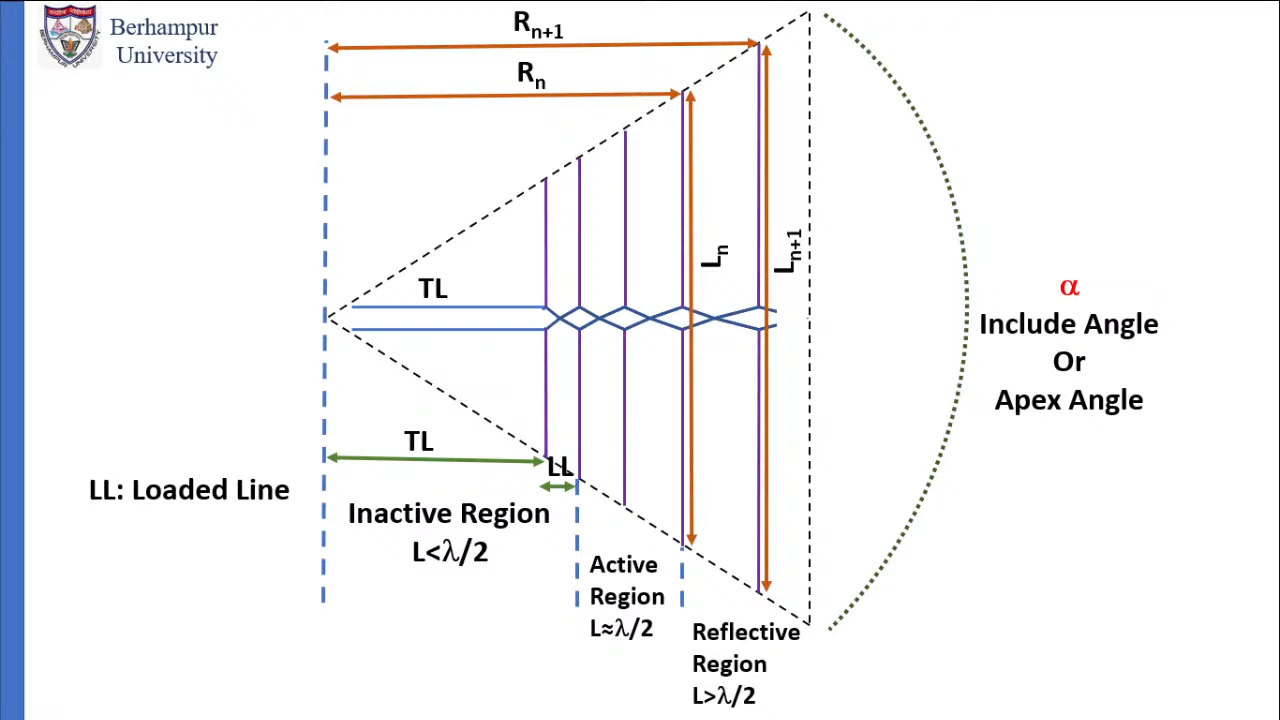 Berhampur
University
Rn+1
Rn
Ln
Ln+1
TL
α
Include Angle
Or
Apex Angle
TL
LL
LL: Loaded Line
Inactive Region
L<λ/2
Active
Region
L≈λ/2
Reflective
Region
L>λ/2